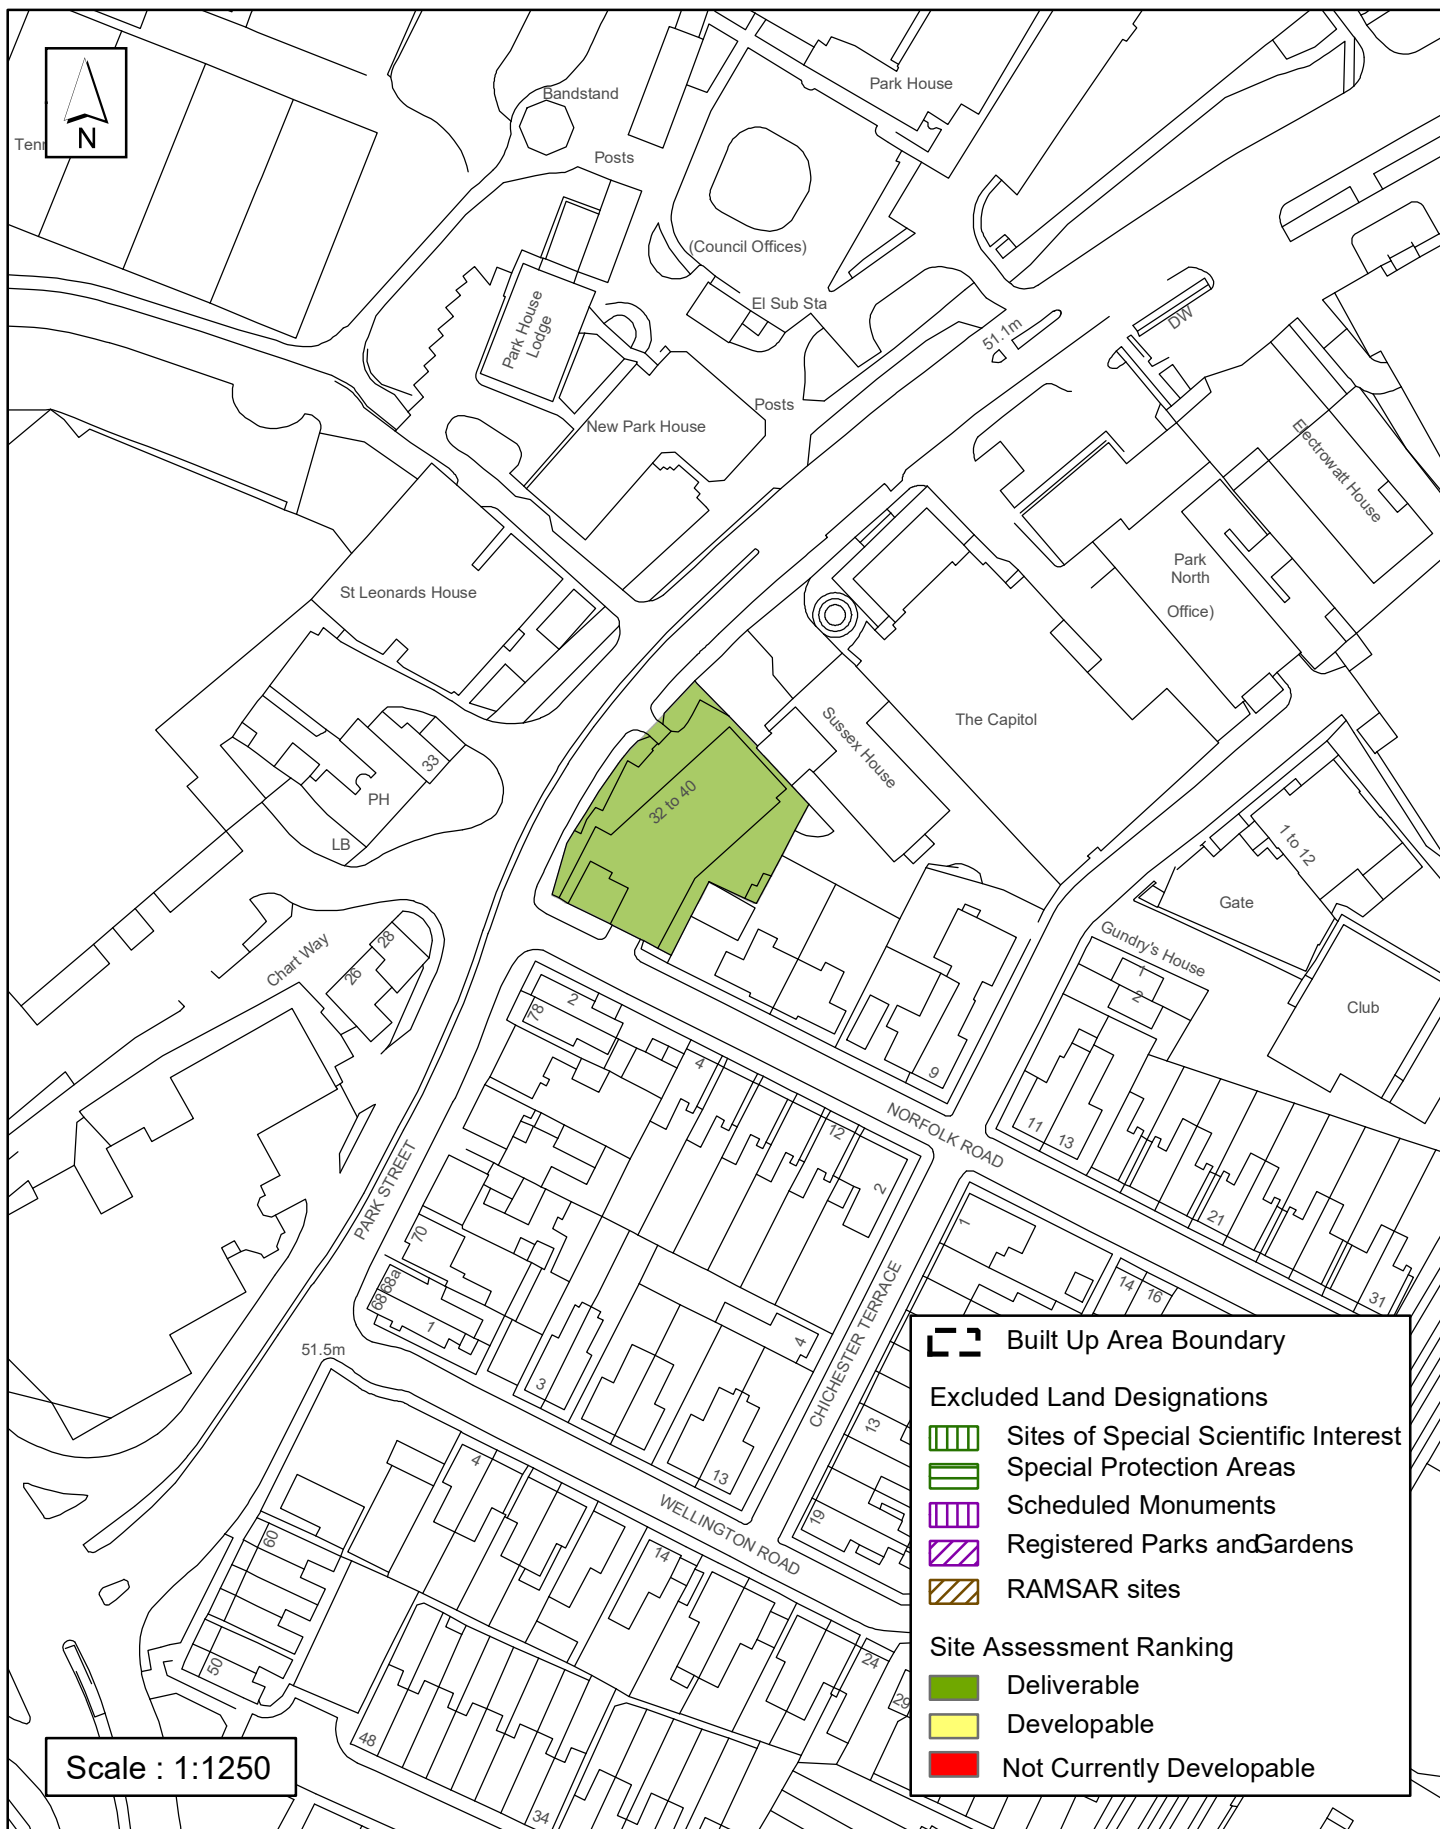 Park House
Bandstand
N
Posts
(Council Offices)
El Sub Sta
Park House
Lodge
51.1m
DW
Posts
New Park House
Electrowatt House
Park
North
Office)
St Leonards House
The Capitol
Sussex House
33
PH
32 to 40
LB
1 to 12
Gate
Gundry's House
Chart Way
28
26
1
2
Club
2
78
4
9
NORFOLK ROAD
11
13
12
2
PARK STREET
70
1
21
68
68a
1
14
16
31
51.5m
4
3
CHICHESTER TERRACE
13
4
13
WELLINGTON ROAD
19
60
14
50
24
29
48
34
Built Up Area Boundary
Excluded Land Designations
Sites of Special Scientific Interest
Special Protection Areas
Scheduled Monuments
Registered Parks and Gardens
RAMSAR sites
Site Assessment Ranking
Deliverable
Developable
Not Currently Developable
Scale : 1:1250